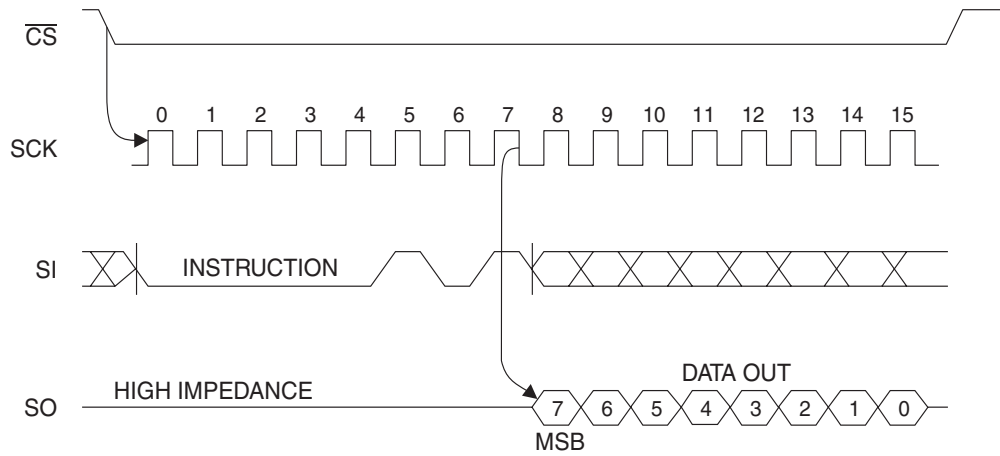 CS
0 1 2 3 4 5 6 7 8 9 10 11 12 13 14 15
SCK
SI
INSTRUCTION
DATA OUT
HIGH IMPEDANCE
SO
7 6 5 4 3 2 1 0
MSB